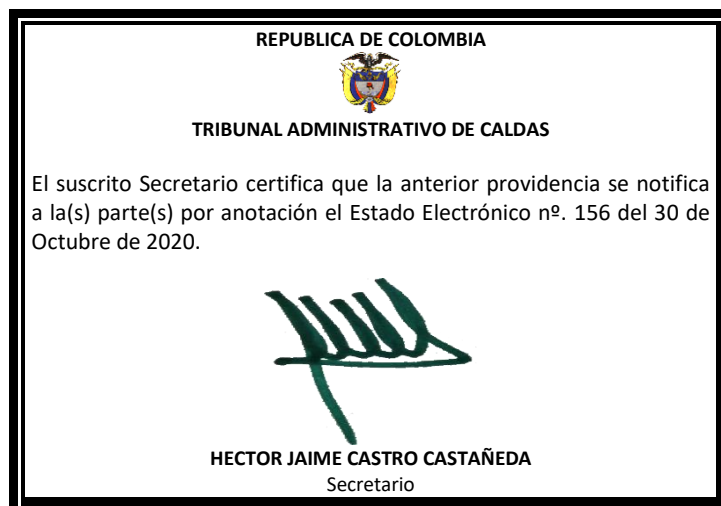 REPUBLICA DE COLOMBIA
TRIBUNAL ADMINISTRATIVO DE CALDAS
El suscrito Secretario certifica que la anterior providencia se notifica
a la(s) parte(s) por anotación el Estado Electrónico nº. 156 del 30 de
Octubre de 2020.
HECTOR JAIME CASTRO CASTAÑEDA
Secretario